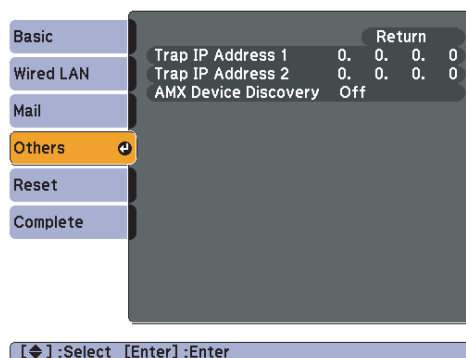 Basic
Wired LAN
Mail
Others
Reset
Complete
Return
Trap IP Address 1 0. 0. 0. 0
Trap IP Address 2 0. 0. 0. 0
AMX Device Discovery Off
[◆] :Select [Enter] :Enter